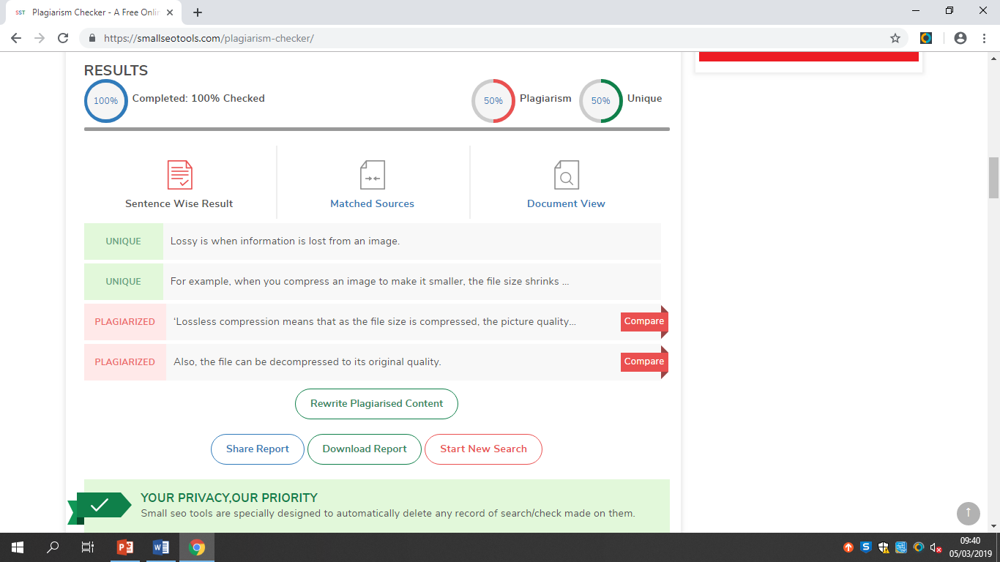 SST Plagiarism Checker - A Free Onlin
https://smallseotools.com/plagiarism-checker/
RESULTS
100% Completed: 100% Checked 50% Plagiarism 50% Unique
Sentence Wise Result Matched Sources Document View
UNIQUE Lossy is when information is lost from an image.
UNIQUE For example, when you compress an image to make it smaller, the file size shrinks ...
PLAGIARIZED ‘Lossless compression means that as the file size is compressed, the picture quality... Compare
PLAGIARIZED Also, the file can be decompressed to its original quality. Compare
Rewrite Plagiarised Content
Share Report Download Report Start New Search
YOUR PRIVACY,OUR PRIORITY
Small seo tools are specially designed to automatically delete any record of search/check made on them.
09:40
05/03/2019